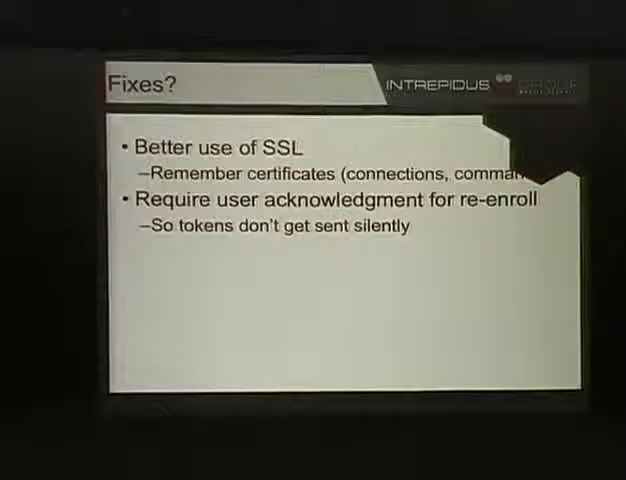 Fixes?
INTREPIDUS GROUP
• Better use of SSL
–Remember certificates (connections,
• Require user acknowledgment for re-enroll
–So tokens don't get sent silently